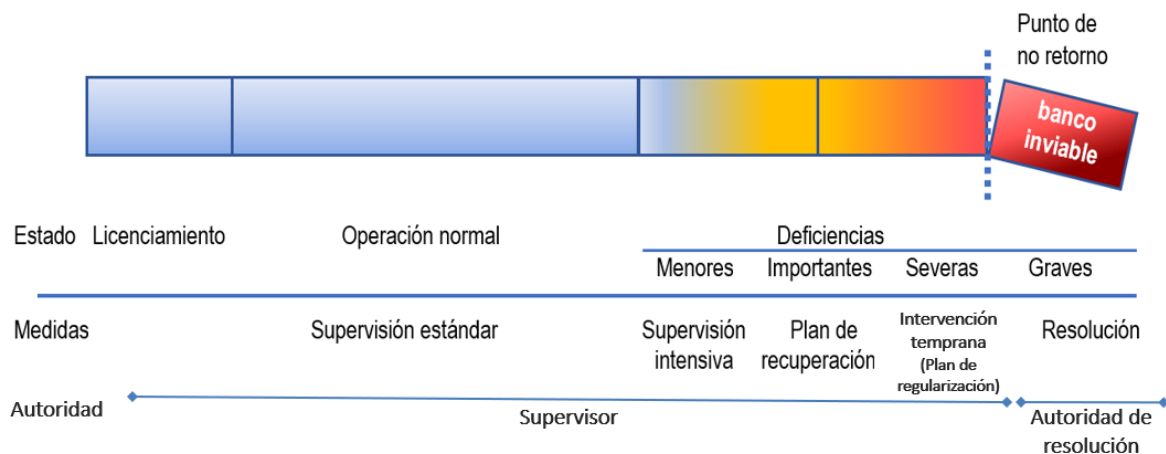 Punto de
no retorno
banco
inviable
Estado Licenciamiento Operación normal Deficiencias
Menores Importantes Severas Graves
Medidas Supervisión estándar
Supervisión
intensiva
Plan de
recuperación
Intervención
temprana
(Plan de
regularización)
Resolución
Autoridad
Supervisor
Autoridad de
resolución